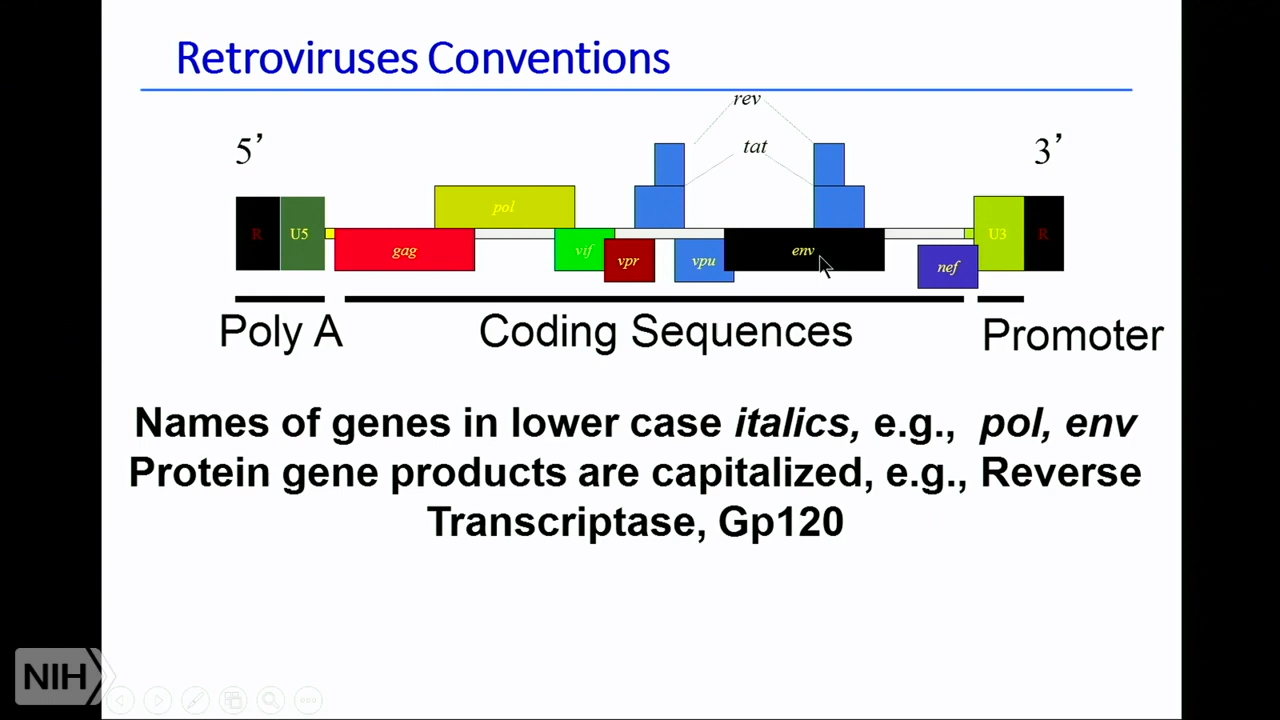 Retroviruses Conventions
rev
5’
tat
3’
pol
R
U5
U3
R
gag
vif
vpr
vpu
env
nef
Poly A
Coding Sequences
Promoter
Names of genes in lower case italics, e.g., pol, env
Protein gene products are capitalized, e.g., Reverse
Transcriptase, Gp120
NIH